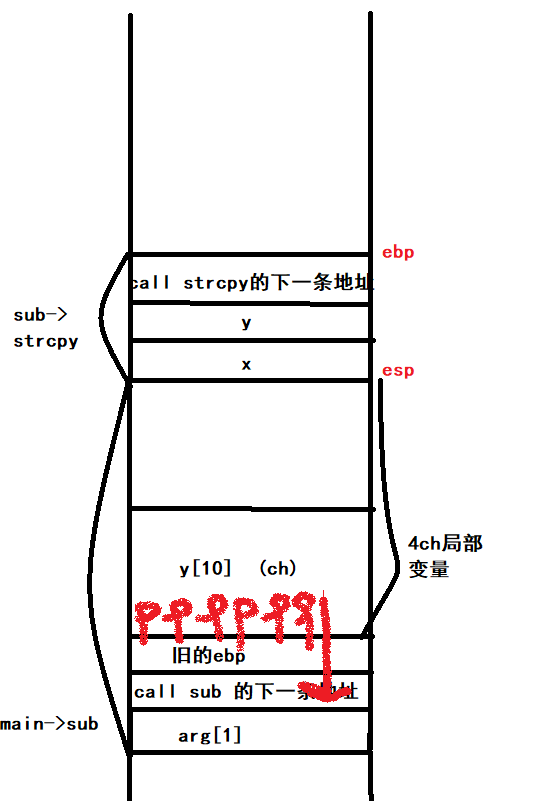 ebp
call strcpy的下一条地址
sub->
strcpy
y
x
esp
4ch局部
变量
y[10] (ch)
旧的ebp
call sub 的下一条地址
main->sub
arg[1]